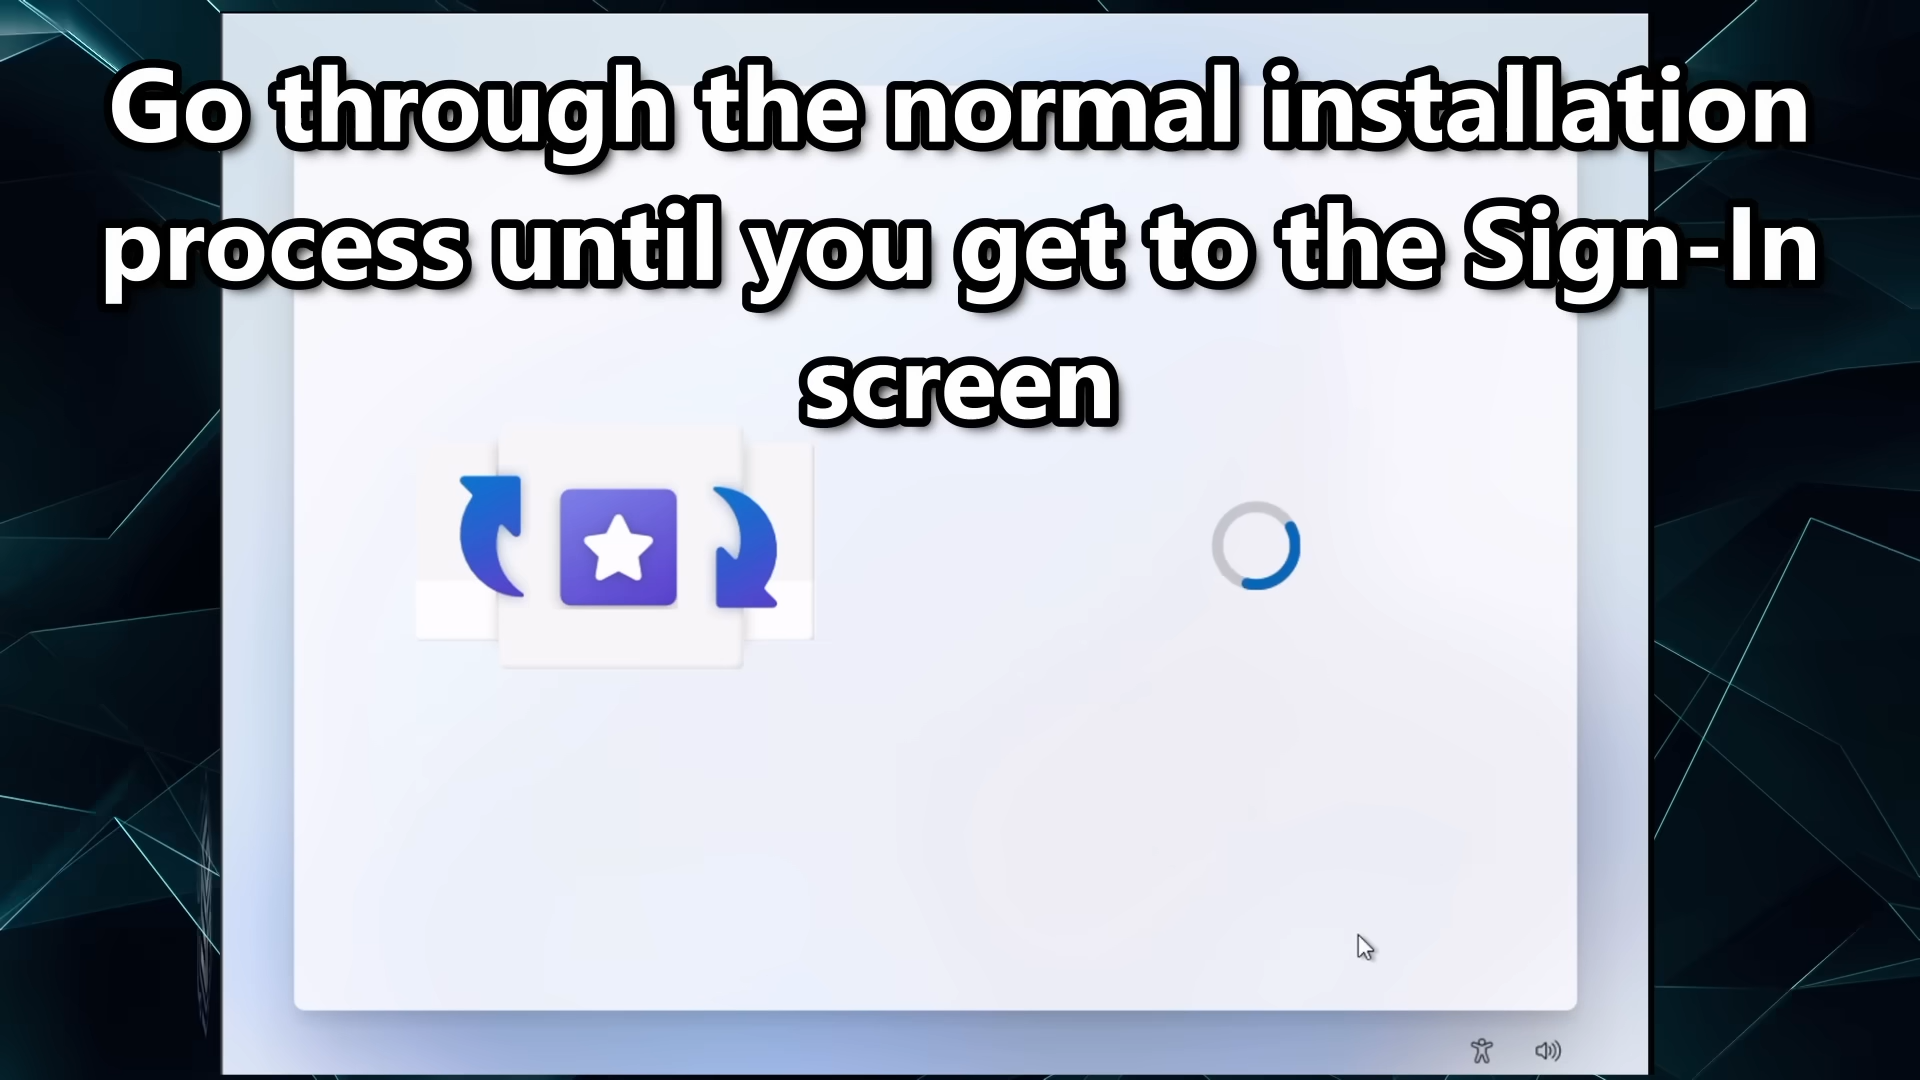 Go through the normal installation
process until you get to the Sign-In
screen